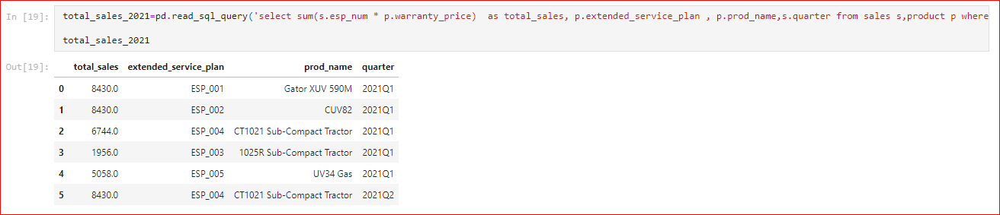 In [19]: total_sales_2021=pd.read_sql_query('select sum(s.esp_num * p.warranty_price)  as total_sales, p.extended_service_plan , p.prod_name,s.quarter from sales s,product p where
total_sales_2021
Out[19]:
total_sales extended_service_plan prod_name quarter
0 8430.0 ESP_001 Gator XUV 590M 2021Q1
1 8430.0 ESP_002 CUV82 2021Q1
2 6744.0 ESP_004 CT1021 Sub-Compact Tractor 2021Q1
3 1956.0 ESP_003 1025R Sub-Compact Tractor 2021Q1
4 5058.0 ESP_005 UV34 Gas 2021Q1
5 8430.0 ESP_004 CT1021 Sub-Compact Tractor 2021Q2